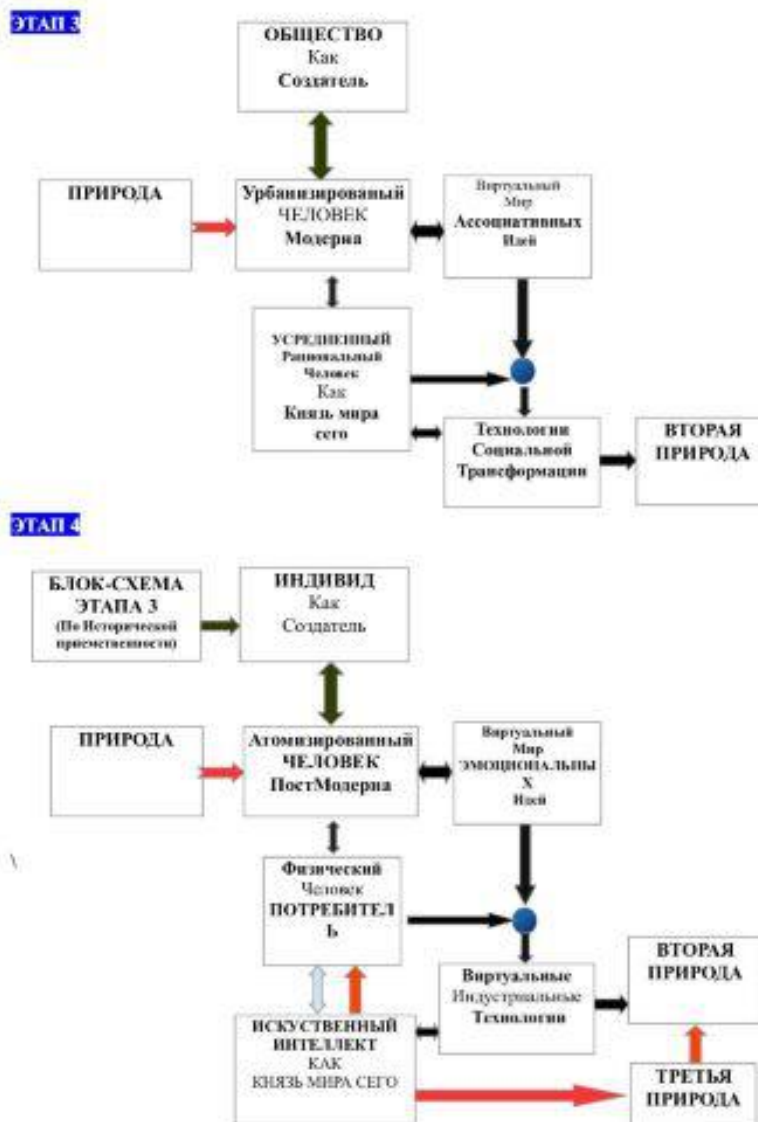 ЭТАП 3
ОБЩЕСТВО
Как
Создатель
ПРИРОДА
Урбанизированый
ЧЕЛОВЕК
Модерна
Виртуальный
Мир
Ассоциативных
Идей
УСРЕДНЕННЫЙ
Рациональный
Человек
Как
Князь мира
сего
Технологии
Социальной
Трансформации
ВТОРАЯ
ПРИРОДА
ЭТАП 4
БЛОК-СХЕМА
ЭТАПА 3
(По Исторической
приемственности)
ИНДИВИД
Как
Создатель
ПРИРОДА
Атомизированный
ЧЕЛОВЕК
ПостМодерна
Виртуальный
Мир
ЭМОЦИОНАЛЬНЫ
Х
Идей
\
Физический
Человек
ПОТРЕБИТЕЛ
Ь
Виртуальные
Индустриальные
Технологии
ВТОРАЯ
ПРИРОДА
ИСКУСТВЕННЫЙ
ИНТЕЛЛЕКТ
КАК
КНЯЗЬ МИРА СЕГО
ТРЕТЬЯ
ПРИРОДА